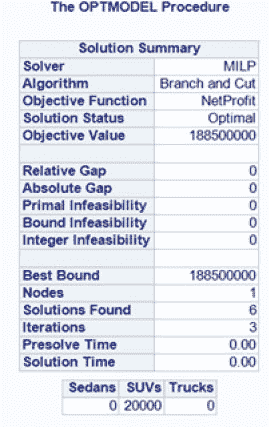 The OPTMODEL Procedure
Solution Summary
Solver MILP
Algorithm Branch and Cut
Objective Function NetProfit
Solution Status Optimal
Objective Value 188500000
Relative Gap 0
Absolute Gap 0
Primal Infeasibility 0
Bound Infeasibility 0
Integer Infeasibility 0
Best Bound 188500000
Nodes 1
Solutions Found 6
Iterations 3
Presolve Time 0.00
Solution Time 0.00
Sedans SUVs Trucks
0 20000 0